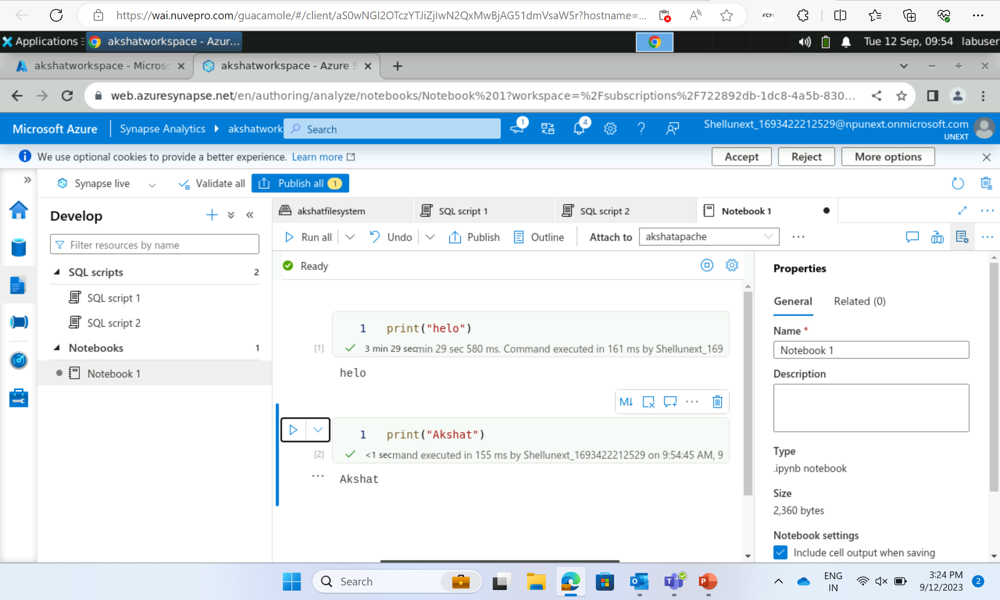 https://wai.nuvepro.com/guacamole/#/client/aS0wNGI2OTczYTJiZjIwN2QxMwBjAG51dmVsaW5r?hostname=...
FCM
Applications
akshatworkspace - Azur...
Tue 12 Sep, 09:54 labuser
akshatworkspace - Microsc
akshatworkspace - Azure S
web.azuresynapse.net/en/authoring/analyze/notebooks/Notebook%201?workspace=%2Fsubscriptions%2F722892db-1dc8-4a5b-830...
Microsoft Azure
Synapse Analytics
akshatwork
Search
1
4
Shellunext_1693422212529@npunext.onmicrosoft.com
UNEXT
We use optional cookies to provide a better experience. Learn more
Accept
Reject
More options
Synapse live
Validate all
Publish all 1
Develop
akshatfilesystem
SQL script 1
SQL script 2
Notebook 1
Filter resources by name
Run all
Undo
Publish
Outline
Attach to
akshatapache
SQL scripts 2
SQL script 1
SQL script 2
Notebooks 1
Notebook 1
Ready
1 print("helo")
[1]
3 min 29 secmin 29 sec 580 ms. Command executed in 161 ms by Shellunext_169
helo
M↓
1 print("Akshat")
[2]
<1 secmand executed in 155 ms by Shellunext_1693422212529 on 9:54:45 AM, 9
Akshat
Properties
General
Related (0)
Name *
Notebook 1
Description
Type
.ipynb notebook
Size
2,360 bytes
Notebook settings
Include cell output when saving
Search
ENG
IN
3:24 PM
9/12/2023
2